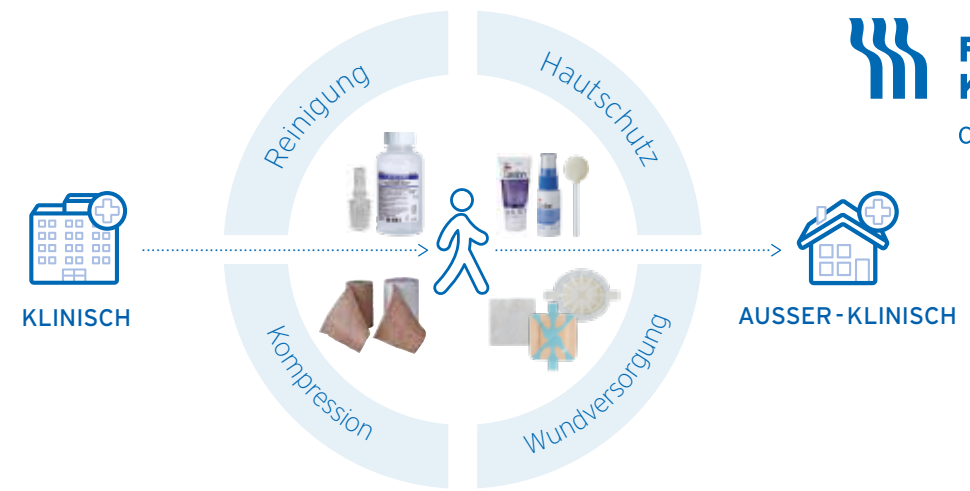 Reinigung
Hautschutz
KLINISCH
AUSSER-KLINISCH
Kompression
Wundversorgung